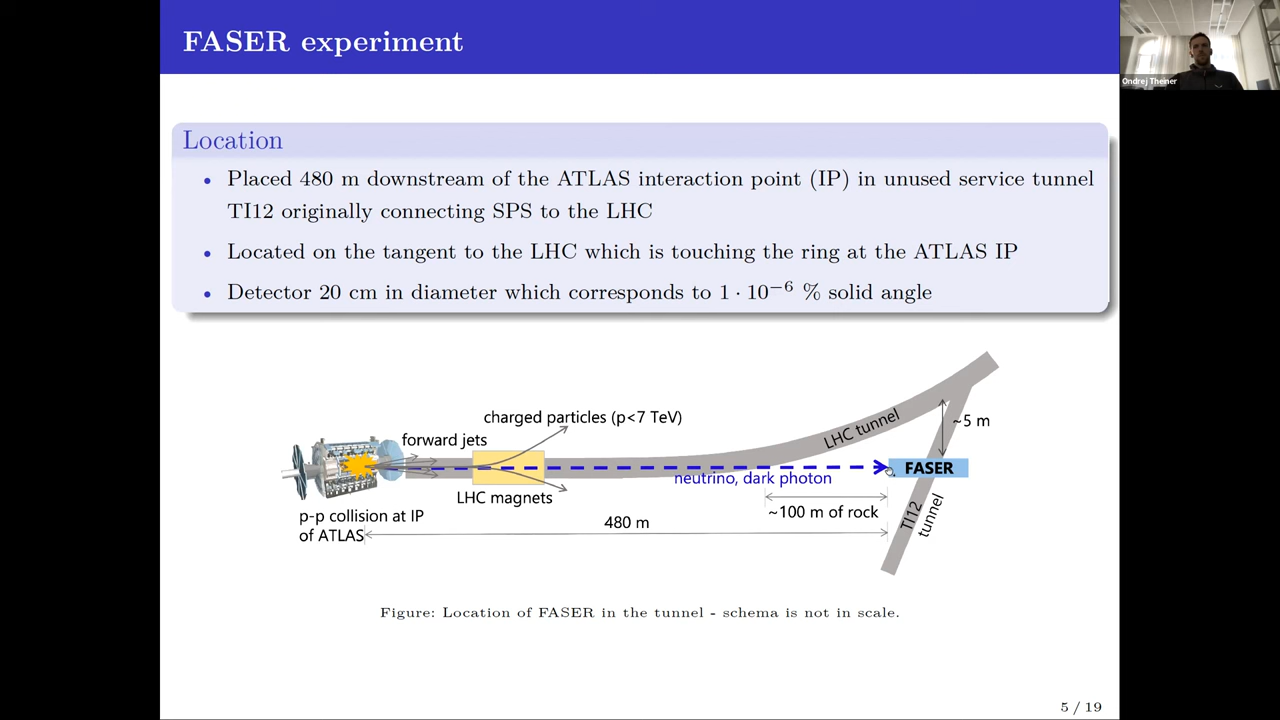 FASER experiment
Ondrej Theiner
Location
• Placed 480 m downstream of the ATLAS interaction point (IP) in unused service tunnel
TI12 originally connecting SPS to the LHC
• Located on the tangent to the LHC which is touching the ring at the ATLAS IP
• Detector 20 cm in diameter which corresponds to 1 · 10⁻⁶ % solid angle
charged particles (p<7 TeV)
forward jets
LHC tunnel
~5 m
FASER
neutrino, dark photon
LHC magnets
~100 m of rock
TI12
tunnel
p-p collision at IP
of ATLAS
480 m
Figure: Location of FASER in the tunnel - schema is not in scale.
5 / 19